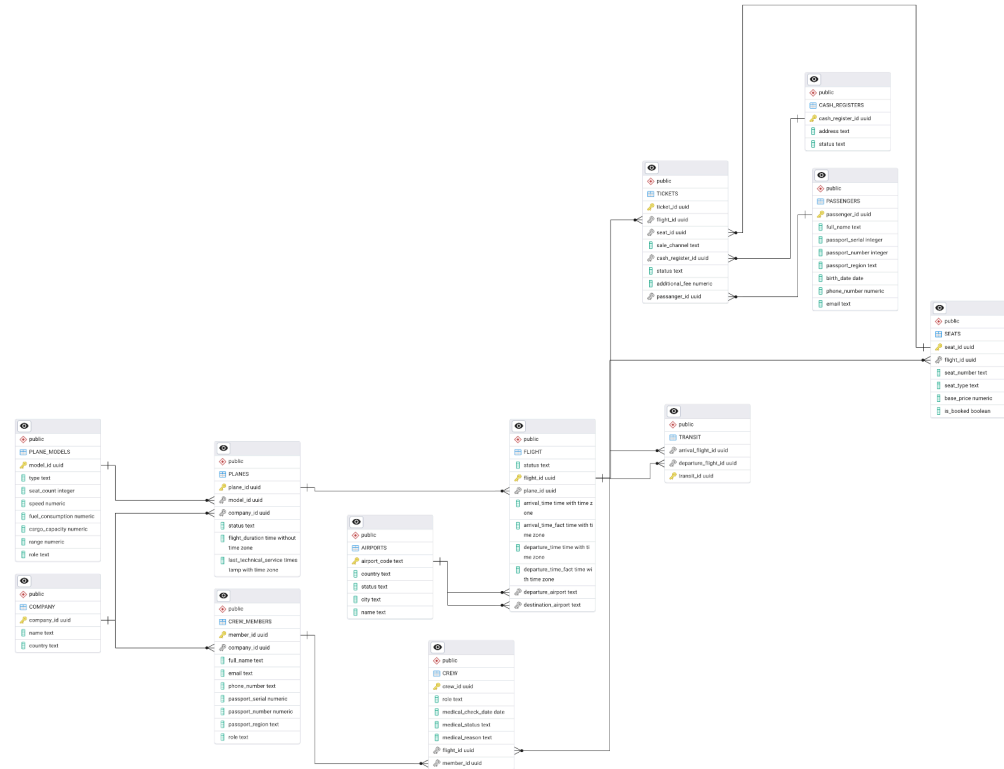 public
CASH_REGISTERS
cash_register_id uuid
address text
status text
public
TICKETS
ticket_id uuid
flight_id uuid
seat_id uuid
sale_channel text
cash_register_id uuid
status text
additional_fee numeric
passanger_id uuid
public
PASSENGERS
passenger_id uuid
full_name text
passport_serial integer
passport_number integer
passport_region text
birth_date date
phone_number numeric
email text
public
SEATS
seat_id uuid
flight_id uuid
seat_number text
seat_type text
base_price numeric
is_booked boolean
public
PLANE_MODELS
model_id uuid
type text
seat_count integer
speed numeric
fuel_consumption numeric
cargo_capacity numeric
range numeric
role text
public
PLANES
plane_id uuid
model_id uuid
company_id uuid
status text
flight_duration time without
time zone
last_technical_service times
tamp with time zone
public
AIRPORTS
airport_code text
country text
status text
city text
name text
public
FLIGHT
status text
flight_id uuid
plane_id uuid
arrival_time time with time z
one
arrival_time_fact time with ti
me zone
departure_time time with ti
me zone
departure_time_fact time wi
th time zone
departure_airport text
destination_airport text
public
TRANSIT
arrival_flight_id uuid
departure_flight_id uuid
transit_id uuid
public
COMPANY
company_id uuid
name text
country text
public
CREW_MEMBERS
member_id uuid
company_id uuid
full_name text
email text
phone_number text
passport_serial numeric
passport_number numeric
passport_region text
role text
public
CREW
crew_id uuid
role text
medical_check_date date
medical_status text
medical_reason text
flight_id uuid
member_id uuid